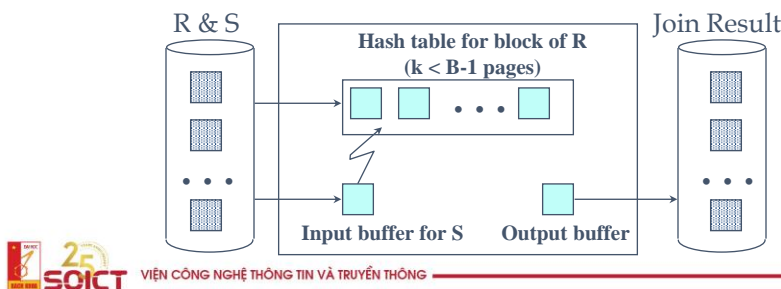 R & S
Hash table for block of R
(k < B-1 pages)
Join Result
• • •
• • •
• • •
Input buffer for S
Output buffer
25
SOICT
VIỆN CÔNG NGHỆ THÔNG TIN VÀ TRUYỀN THÔNG